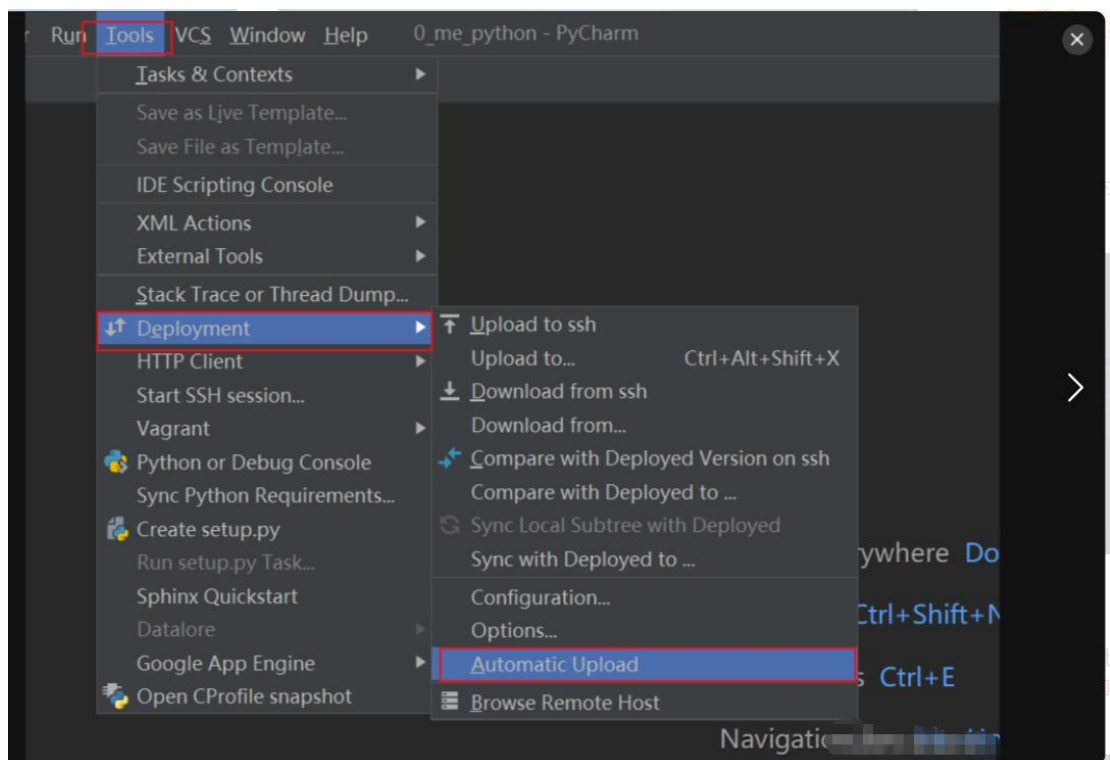 Run Tools VCS Window Help 0_me_python - PyCharm
Tasks & Contexts
Save as Live Template...
Save File as Template...
IDE Scripting Console
XML Actions
External Tools
Stack Trace or Thread Dump...
Deployment
HTTP Client
Start SSH session...
Vagrant
Python or Debug Console
Sync Python Requirements...
Create setup.py
Run setup.py Task...
Sphinx Quickstart
Datalore
Google App Engine
Open CProfile snapshot
Upload to ssh
Upload to... Ctrl+Alt+Shift+X
Download from ssh
Download from...
Compare with Deployed Version on ssh
Compare with Deployed to ...
Sync Local Subtree with Deployed
Sync with Deployed to ...
Configuration...
Options...
Automatic Upload
Browse Remote Host
ywhere Do
Ctrl+Shift+N
s Ctrl+E
Navigatio